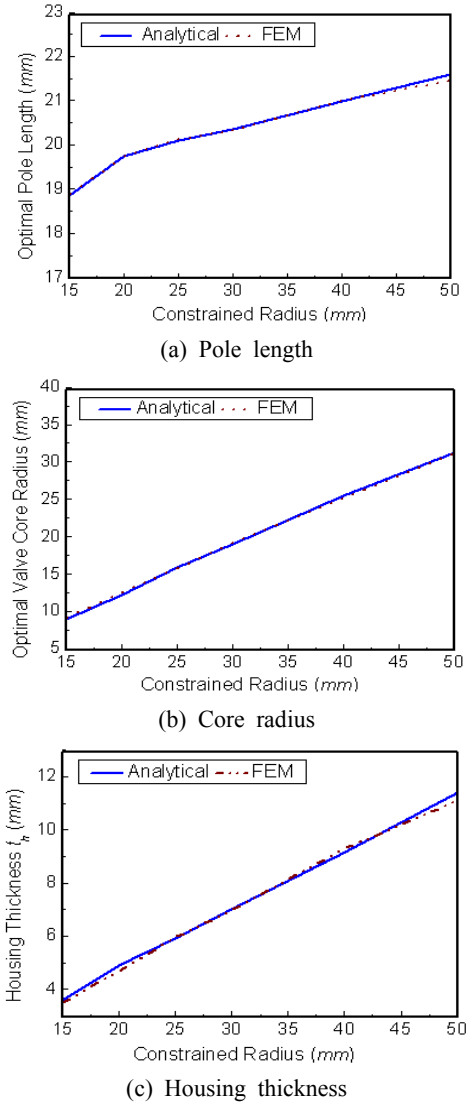 23
22
21
20
19
18
17
Optimal Pole Length (mm)
Analytical FEM
15 20 25 30 35 40 45 50
Constrained Radius (mm)
(a) Pole length
40
35
30
25
20
15
10
5
Optimal Valve Core Radius (mm)
Analytical FEM
15 20 25 30 35 40 45 50
Constrained Radius (mm)
(b) Core radius
12
10
8
6
4
Housing Thickness t_h (mm)
Analytical FEM
15 20 25 30 35 40 45 50
Constrained Radius (mm)
(c) Housing thickness